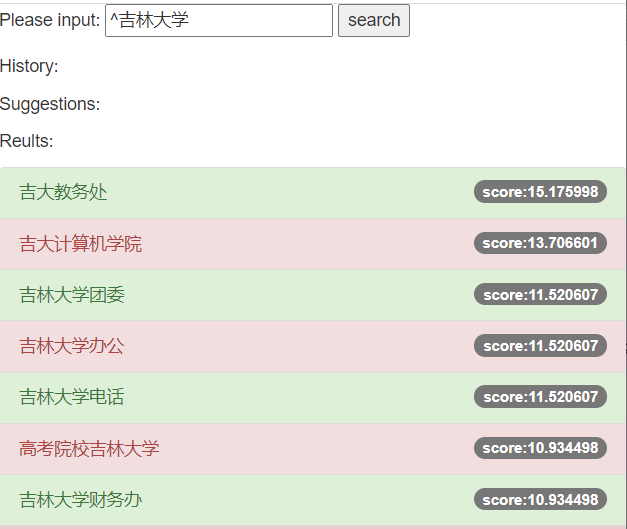 Please input: ^吉林大学 search
History:
Suggestions:
Reults:
吉大教务处 score:15.175998
吉大计算机学院 score:13.706601
吉林大学团委 score:11.520607
吉林大学办公 score:11.520607
吉林大学电话 score:11.520607
高考院校吉林大学 score:10.934498
吉林大学财务办 score:10.934498